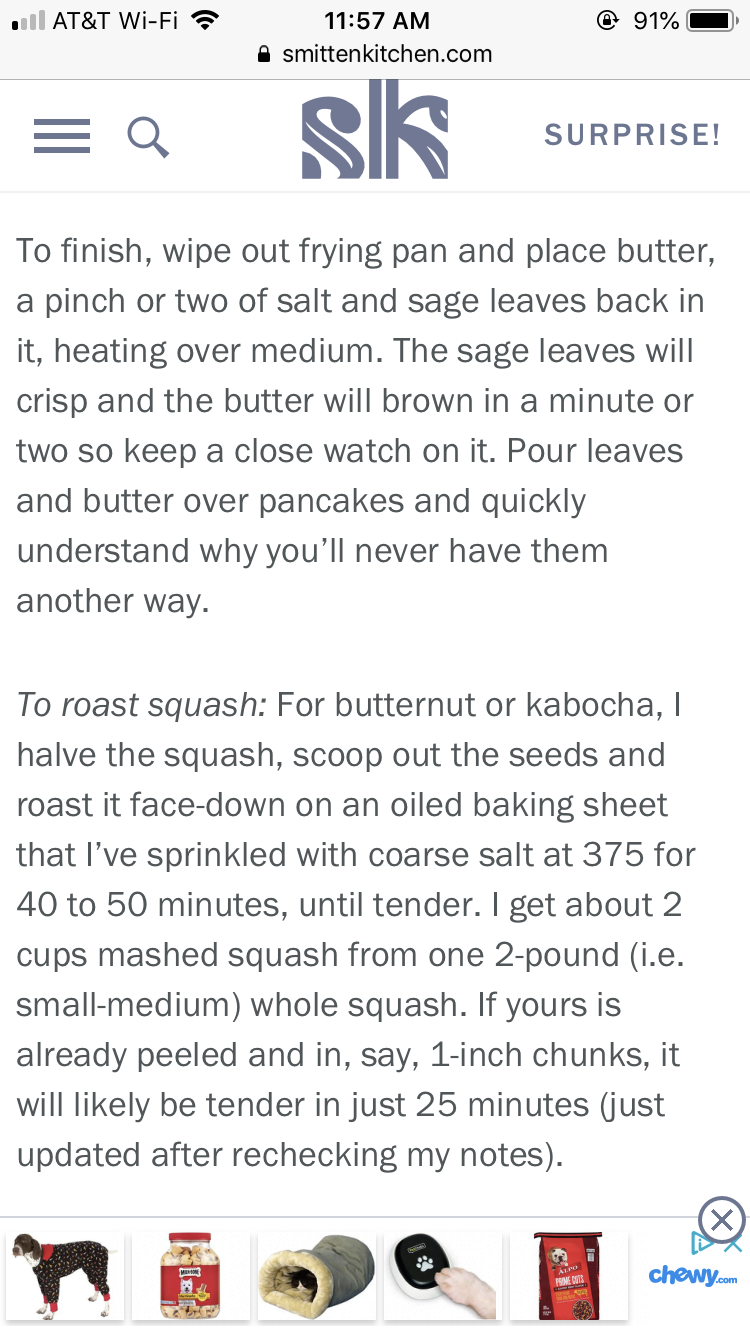 AT&T Wi-Fi 11:57 AM 91%
smittenkitchen.com
sk SURPRISE!
To finish, wipe out frying pan and place butter,
a pinch or two of salt and sage leaves back in
it, heating over medium. The sage leaves will
crisp and the butter will brown in a minute or
two so keep a close watch on it. Pour leaves
and butter over pancakes and quickly
understand why you’ll never have them
another way.
To roast squash: For butternut or kabocha, I
halve the squash, scoop out the seeds and
roast it face-down on an oiled baking sheet
that I’ve sprinkled with coarse salt at 375 for
40 to 50 minutes, until tender. I get about 2
cups mashed squash from one 2-pound (i.e.
small-medium) whole squash. If yours is
already peeled and in, say, 1-inch chunks, it
will likely be tender in just 25 minutes (just
updated after rechecking my notes).
MILK-BONE
ALPO
PRIME CUTS
chewy.com